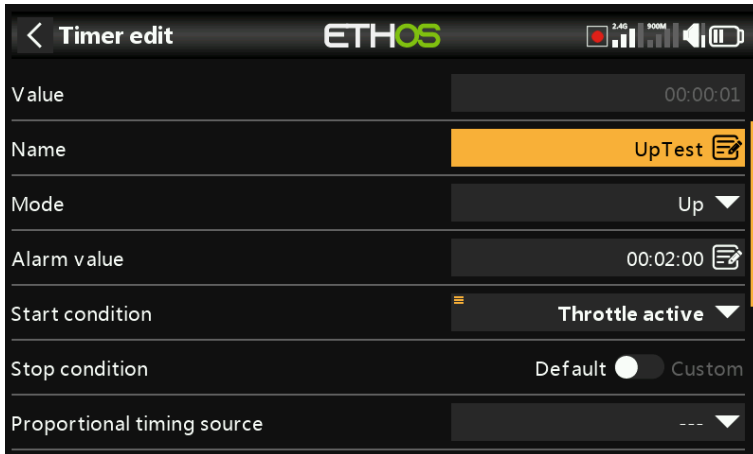 Timer edit
ETHOS
2.4G
900M
Value
00:00:01
Name
UpTest
Mode
Up
Alarm value
00:02:00
Start condition
Throttle active
Stop condition
Default
Custom
Proportional timing source
---